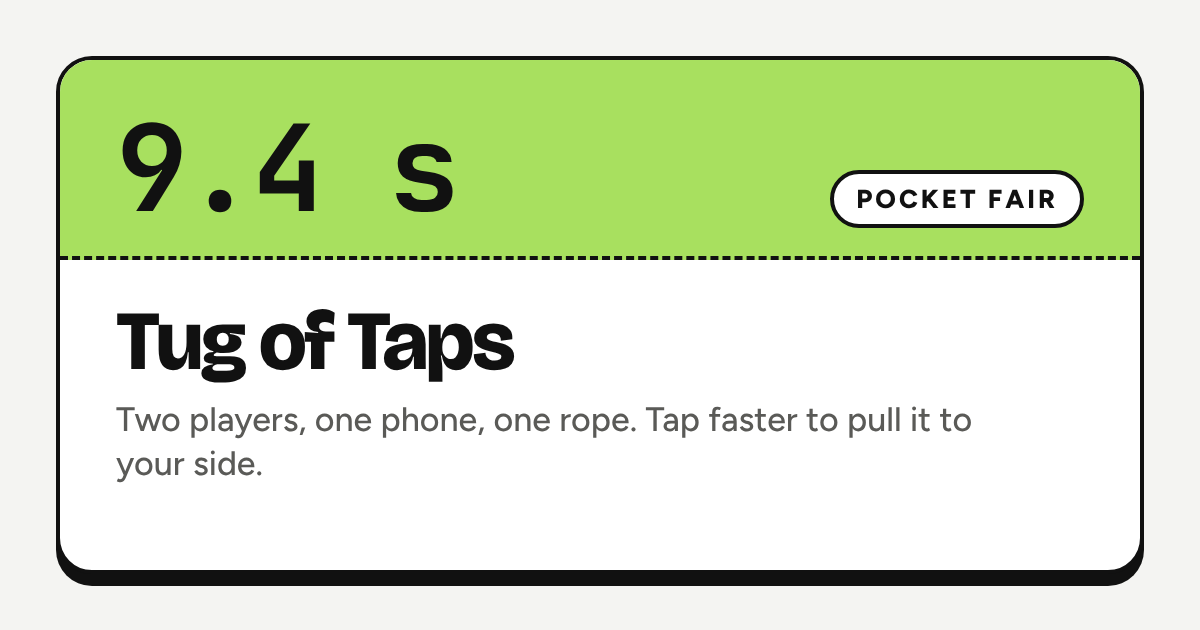 9.4 s
POCKET FAIR
Tug of Taps
Two players, one phone, one rope. Tap faster to pull it to
your side.